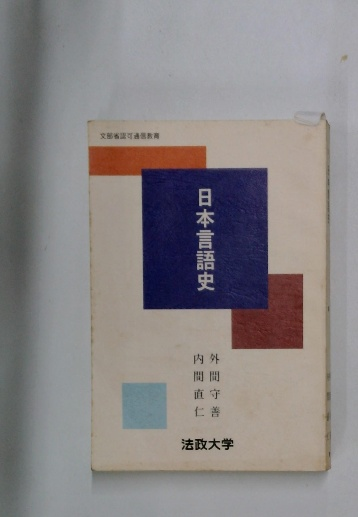 文部省認可通信教育
日本言語史
外間守善
内間直仁
法政大学